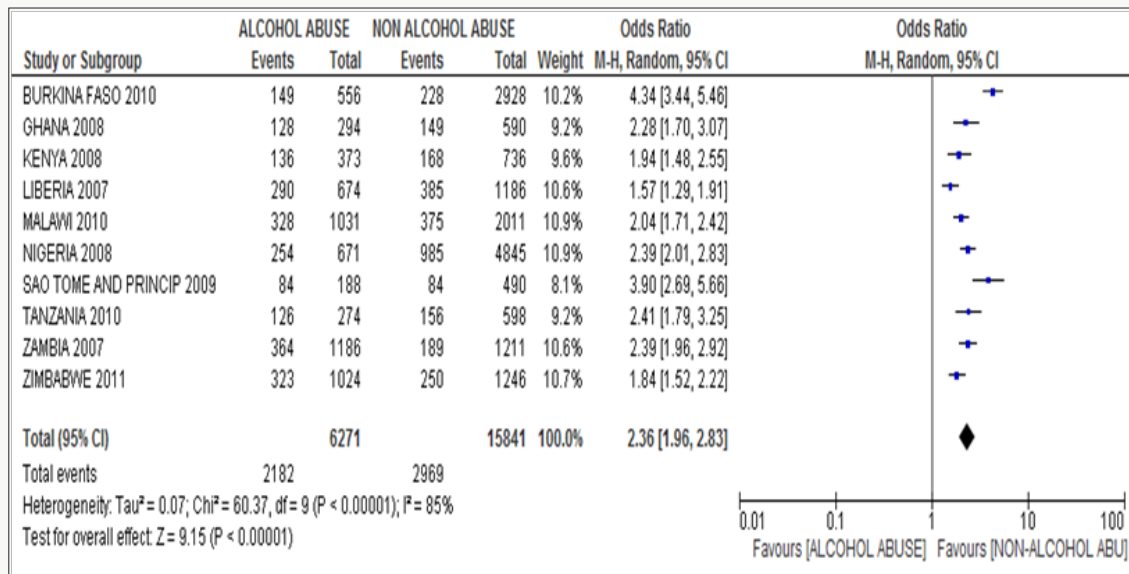 ALCOHOL ABUSE NON ALCOHOL ABUSE Odds Ratio Odds Ratio
Study or Subgroup Events Total Events Total Weight M-H, Random, 95% CI M-H, Random, 95% CI
BURKINA FASO 2010 149 556 228 2928 10.2% 4.34 [3.44, 5.46]
GHANA 2008 128 294 149 590 9.2% 2.28 [1.70, 3.07]
KENYA 2008 136 373 168 736 9.6% 1.94 [1.48, 2.55]
LIBERIA 2007 290 674 385 1186 10.6% 1.57 [1.29, 1.91]
MALAWI 2010 328 1031 375 2011 10.9% 2.04 [1.71, 2.42]
NIGERIA 2008 254 671 985 4845 10.9% 2.39 [2.01, 2.83]
SAO TOME AND PRINCIP 2009 84 188 84 490 8.1% 3.90 [2.69, 5.66]
TANZANIA 2010 126 274 156 598 9.2% 2.41 [1.79, 3.25]
ZAMBIA 2007 364 1186 189 1211 10.6% 2.39 [1.96, 2.92]
ZIMBABWE 2011 323 1024 250 1246 10.7% 1.84 [1.52, 2.22]
Total (95% CI) 6271 15841 100.0% 2.36 [1.96, 2.83]
Total events 2182 2969
Heterogeneity: Tau² = 0.07; Chi² = 60.37, df = 9 (P < 0.00001); I² = 85%
Test for overall effect: Z = 9.15 (P < 0.00001)
0.01 0.1 1 10 100
Favours [ALCOHOL ABUSE] Favours [NON-ALCOHOL ABU]